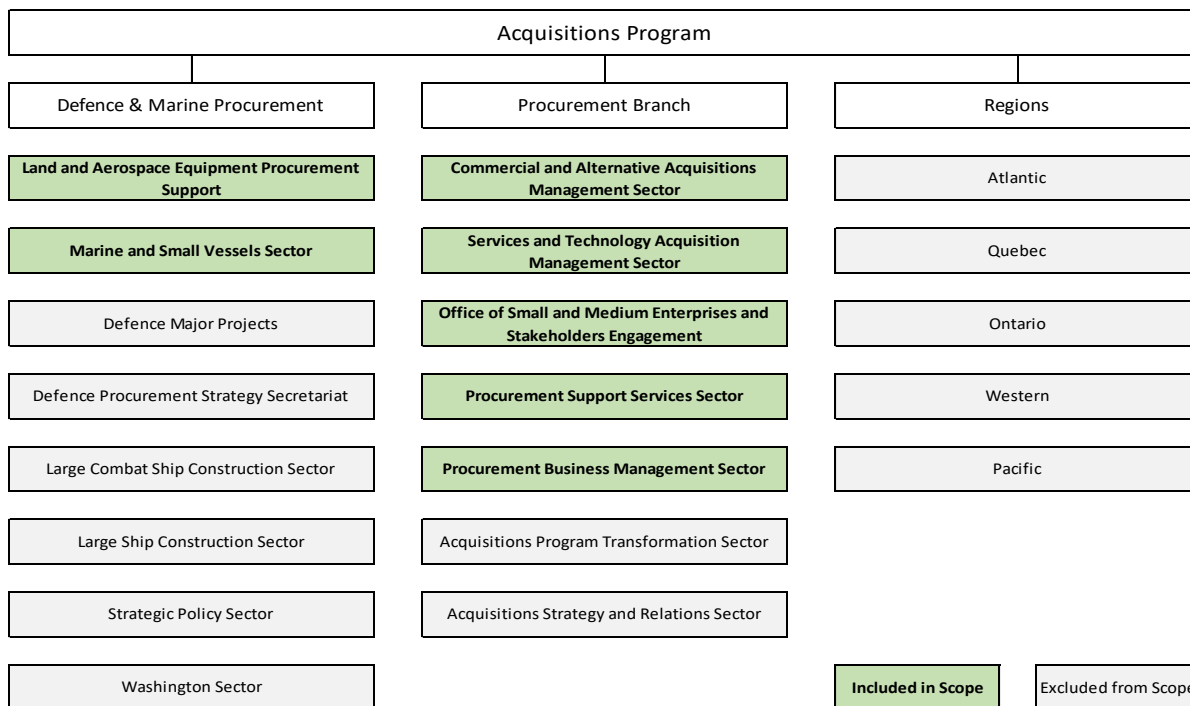 Acquisitions Program
Defence & Marine Procurement
Procurement Branch
Regions
Land and Aerospace Equipment Procurement
Support
Commercial and Alternative Acquisitions
Management Sector
Atlantic
Marine and Small Vessels Sector
Services and Technology Acquisition
Management Sector
Quebec
Defence Major Projects
Office of Small and Medium Enterprises and
Stakeholders Engagement
Ontario
Defence Procurement Strategy Secretariat
Procurement Support Services Sector
Western
Large Combat Ship Construction Sector
Procurement Business Management Sector
Pacific
Large Ship Construction Sector
Acquisitions Program Transformation Sector
Strategic Policy Sector
Acquisitions Strategy and Relations Sector
Washington Sector
Included in Scope
Excluded from Scope